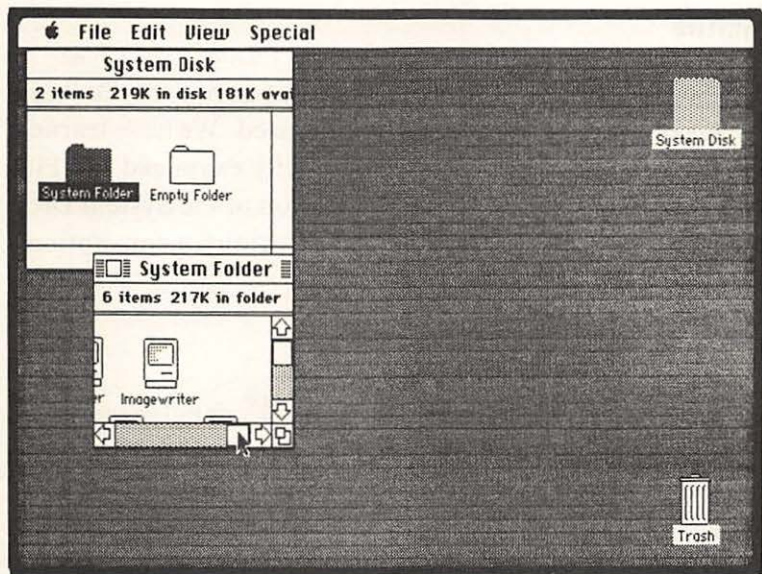 File Edit View Special
System Disk
2 items 219K in disk 181K avai
System Disk
System Folder Empty Folder
System Folder
6 items 217K in folder
er Imagewriter
Trash